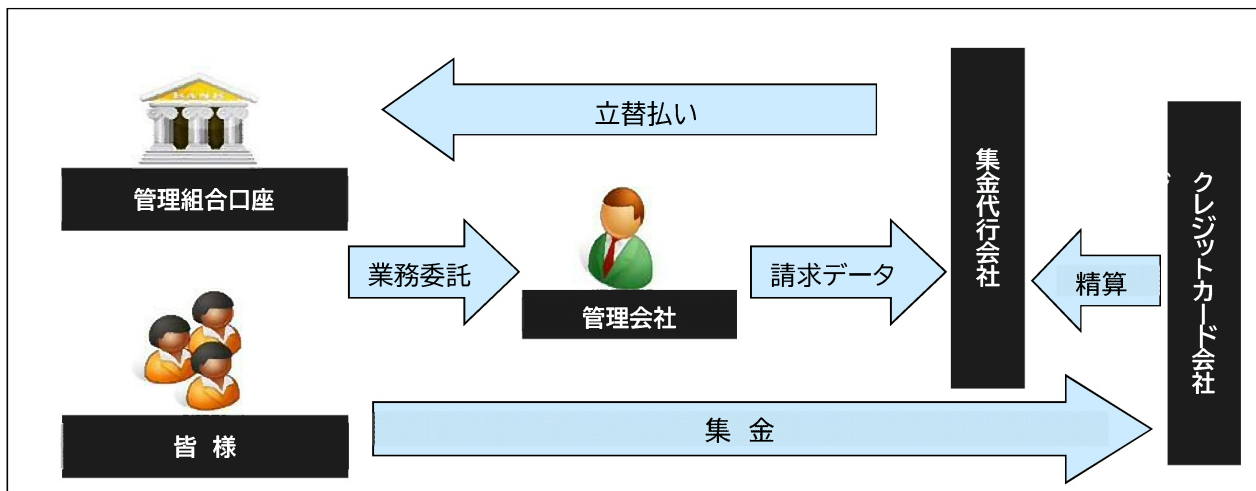 BANK
立替払い
管理組合口座
集金代行会社
クレジットカード会社
業務委託
請求データ
精算
管理会社
皆 様
集 金